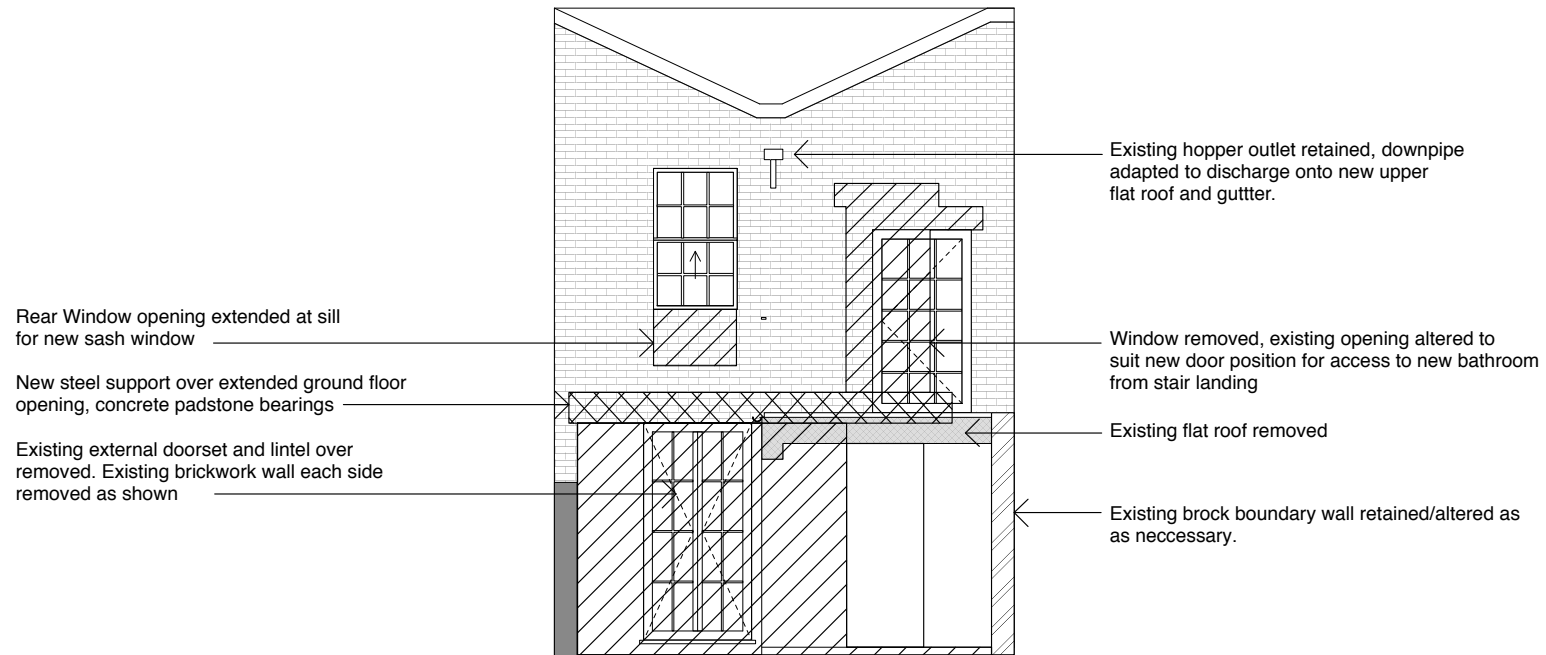 Rear Window opening extended at sill
for new sash window
New steel support over extended ground floor
opening, concrete padstone bearings
Existing external doorset and lintel over
removed. Existing brickwork wall each side
removed as shown
Existing hopper outlet retained, downpipe
adapted to discharge onto new upper
flat roof and guttter.
Window removed, existing opening altered to
suit new door position for access to new bathroom
from stair landing
Existing flat roof removed
Existing brock boundary wall retained/altered as
as neccessary.